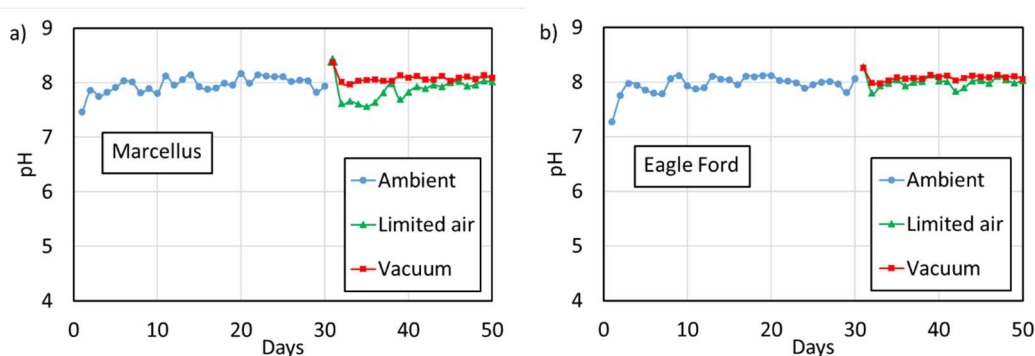 a)
9
8
7
6
5
4
pH
Marcellus
Ambient
Limited air
Vacuum
0 10 20 30 40 50
Days
b)
9
8
7
6
5
4
pH
Eagle Ford
Ambient
Limited air
Vacuum
0 10 20 30 40 50
Days